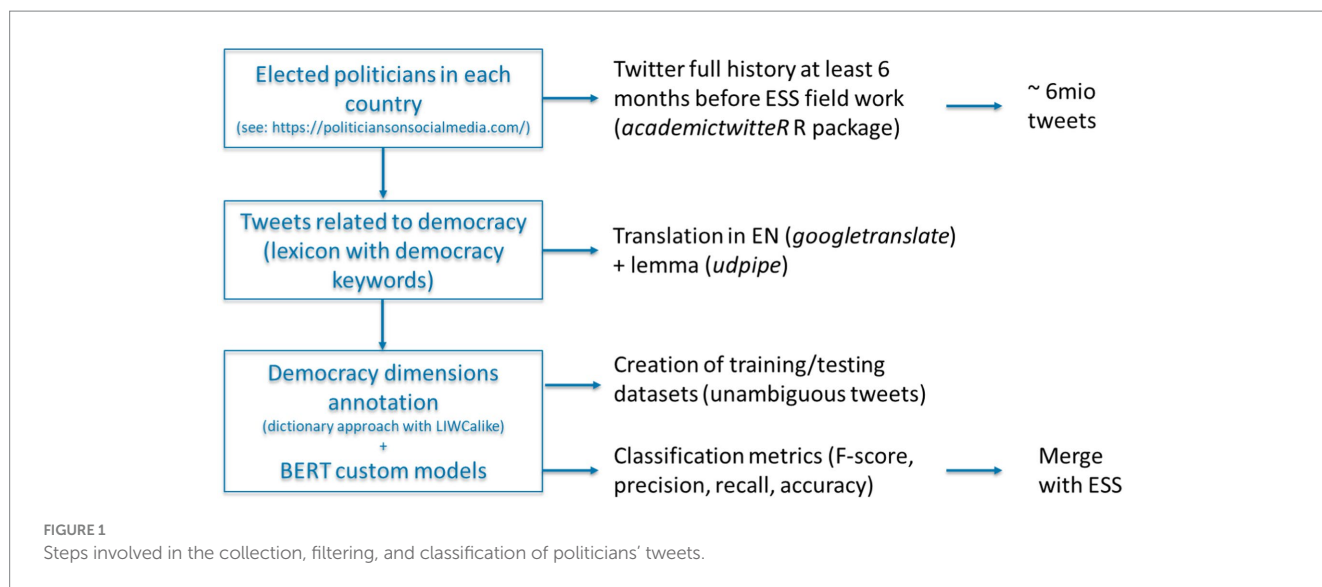 Elected politicians in each
country
(see: https://politiciansonsocialmedia.com/)
Twitter full history at least 6
months before ESS field work
(academictwitteR R package)
~ 6mio
tweets
Tweets related to democracy
(lexicon with democracy
keywords)
Translation in EN (googletranslate)
+ lemma (udpipe)
Democracy dimensions
annotation
(dictionary approach with LIWCalike)
+
BERT custom models
Creation of training/testing
datasets (unambiguous tweets)
Classification metrics (F-score,
precision, recall, accuracy)
Merge
with ESS
FIGURE 1
Steps involved in the collection, filtering, and classification of politicians’ tweets.